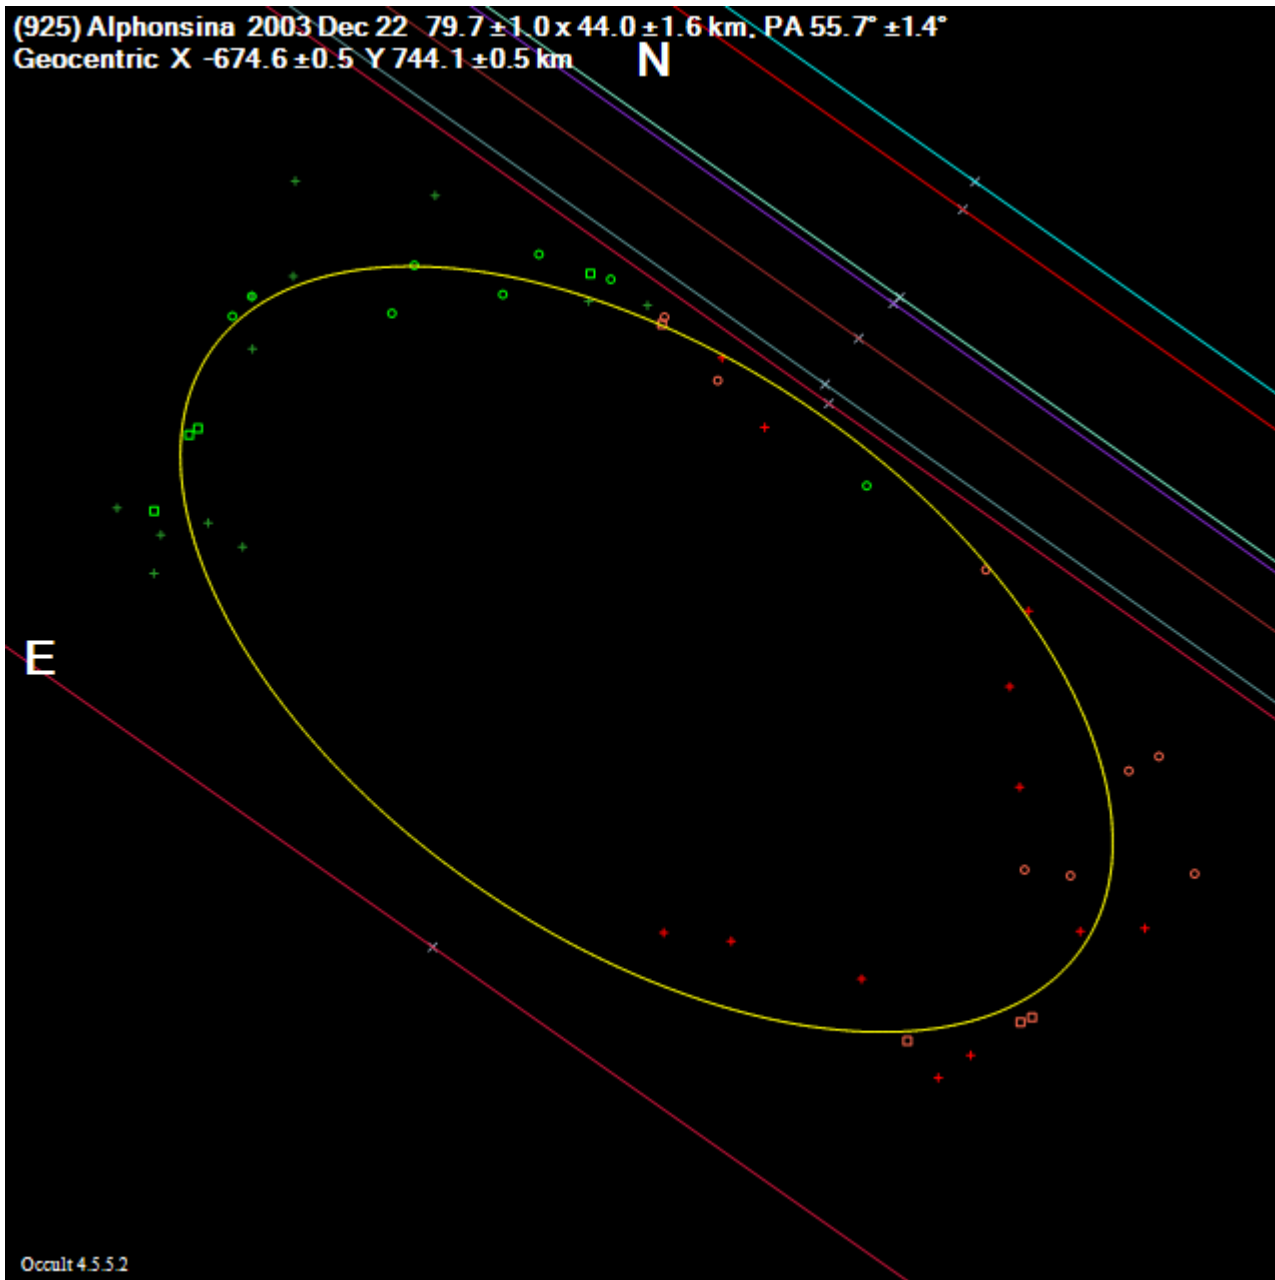 (925) Alphonsina 2003 Dec 22 79.7 ±1.0 x 44.0 ±1.6 km, PA 55.7° ±1.4°
Geocentric X -674.6 ±0.5 Y 744.1 ±0.5 km
N
E
Occult 4.5.5.2